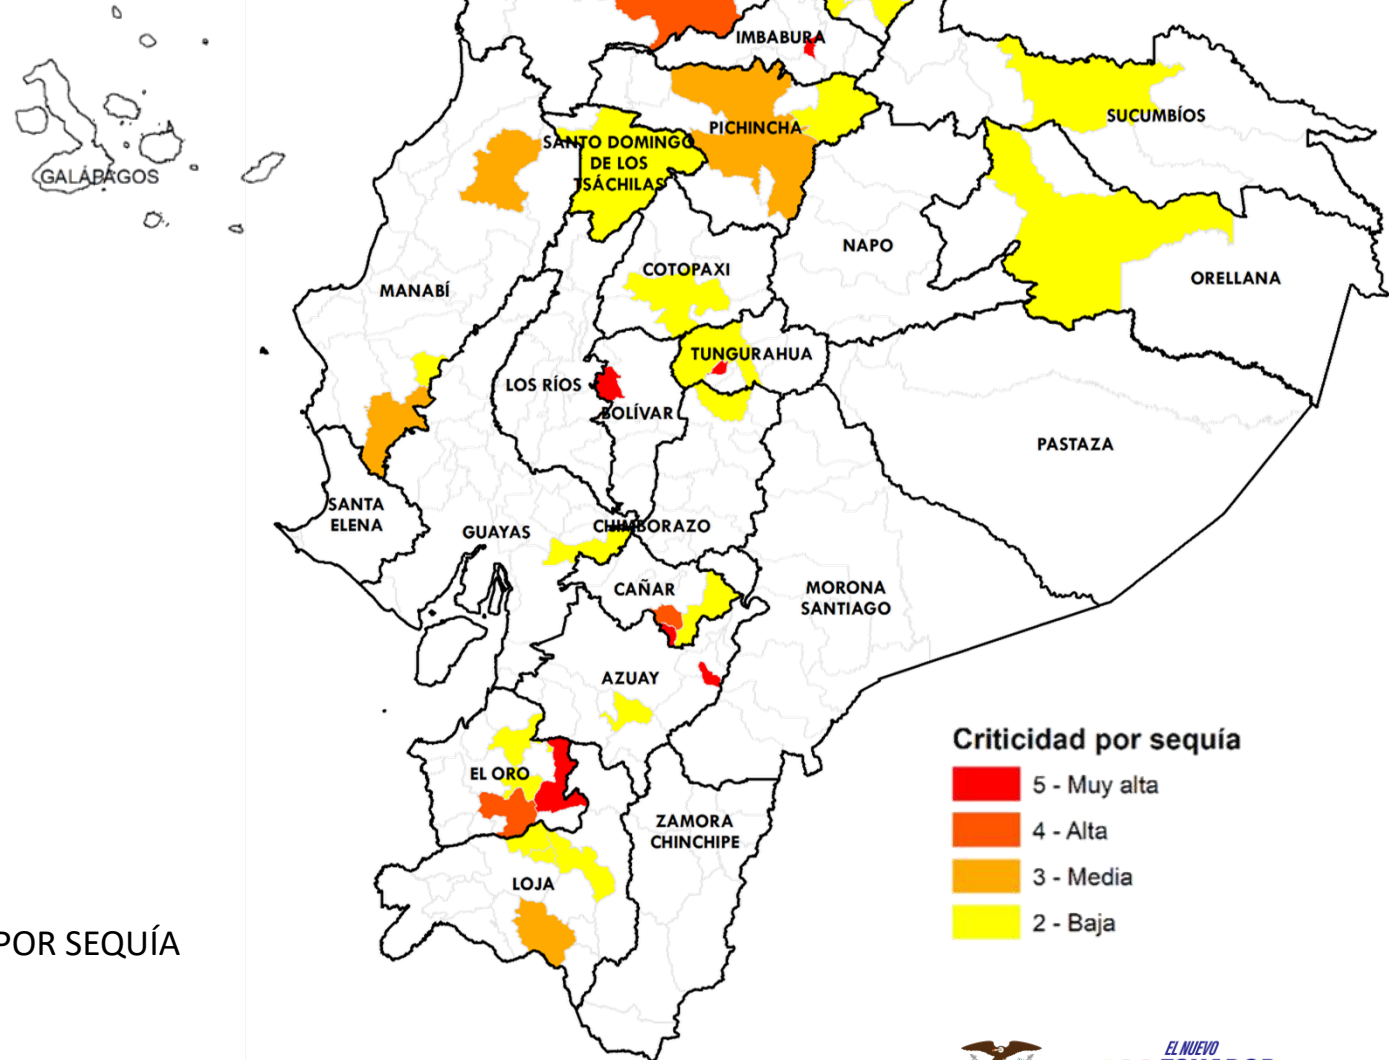 IMBABURA
SUCUMBÍOS
PICHINCHA
SANTO DOMINGO
DE LOS
TSÁCHILAS
GALÁPAGOS
NAPO
COTOPAXI
ORELLANA
MANABÍ
TUNGURAHUA
LOS RÍOS
BOLÍVAR
PASTAZA
SANTA
ELENA
GUAYAS
CHIMBORAZO
CAÑAR
MORONA
SANTIAGO
AZUAY
EL ORO
ZAMORA
CHINCHIPE
LOJA
Criticidad por sequía
5 - Muy alta
4 - Alta
3 - Media
2 - Baja
POR SEQUÍA
EL NUEVO
ECUADOR